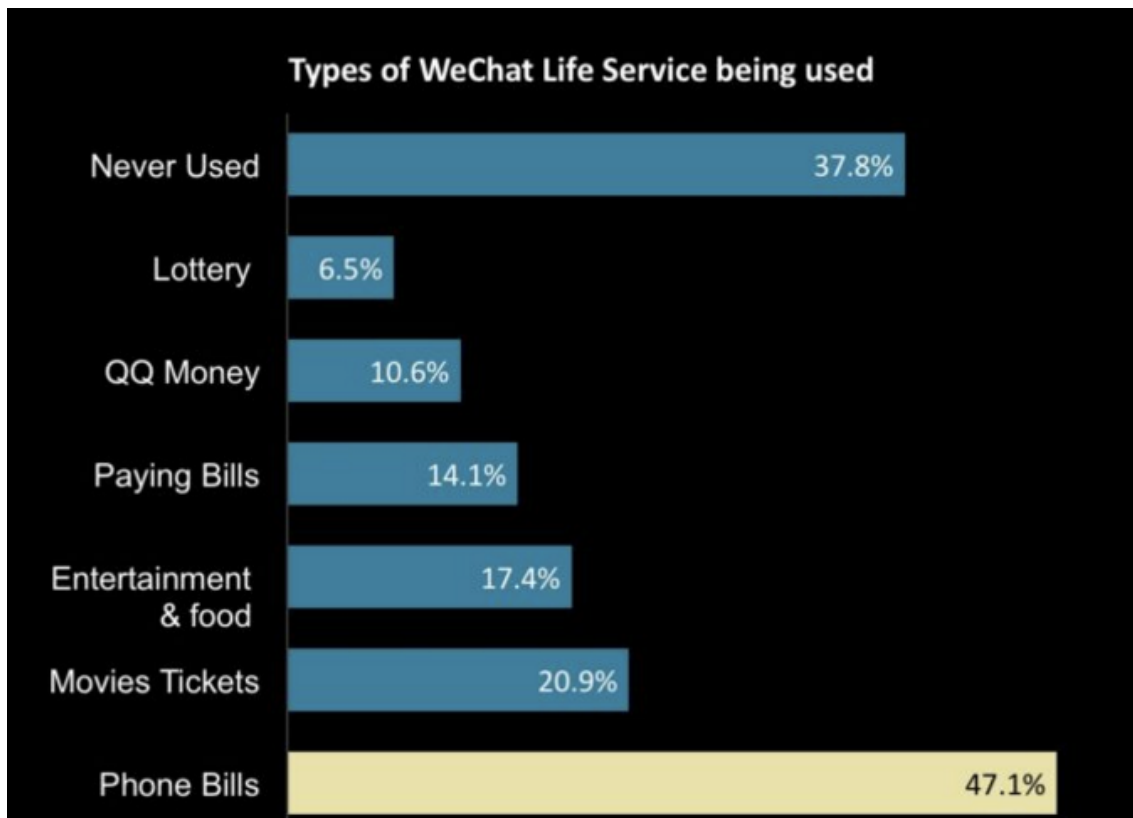 Types of WeChat Life Service being used
Never Used 37.8%
Lottery 6.5%
QQ Money 10.6%
Paying Bills 14.1%
Entertainment 17.4%
& food
Movies Tickets 20.9%
Phone Bills 47.1%